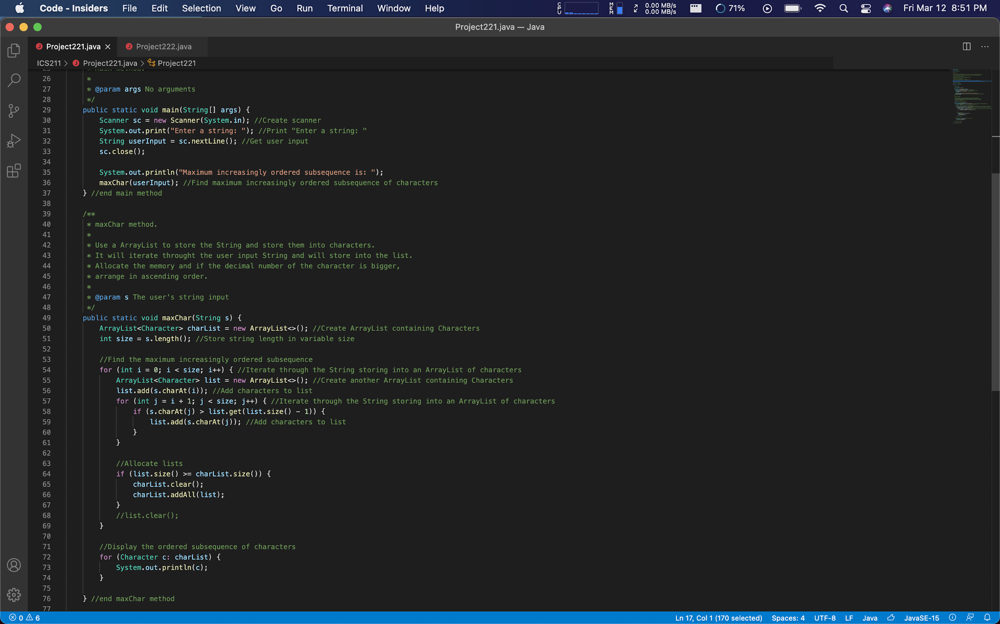 Code - Insiders File Edit Selection View Go Run Terminal Window Help CPU MEM 0.00 MB/s 0.00 MB/s 71% Fri Mar 12 8:51 PM
Project221.java — Java
Project221.java Project222.java
ICS211 > Project221.java > Project221
26 *
27 * @param args No arguments
28 */
29 public static void main(String[] args) {
30 Scanner sc = new Scanner(System.in); //Create scanner
31 System.out.print("Enter a string: "); //Print "Enter a string: "
32 String userInput = sc.nextLine(); //Get user input
33 sc.close();
34
35 System.out.println("Maximum increasingly ordered subsequence is: ");
36 maxChar(userInput); //Find maximum increasingly ordered subsequence of characters
37 } //end main method
38
39 /**
40 * maxChar method.
41 *
42 * Use a ArrayList to store the String and store them into characters.
43 * It will iterate throught the user input String and will store into the list.
44 * Allocate the memory and if the decimal number of the character is bigger,
45 * arrange in ascending order.
46 *
47 * @param s The user's string input
48 */
49 public static void maxChar(String s) {
50 ArrayList<Character> charList = new ArrayList<>(); //Create ArrayList containing Characters
51 int size = s.length(); //Store string length in variable size
52
53 //Find the maximum increasingly ordered subsequence
54 for (int i = 0; i < size; i++) { //Iterate through the String storing into an ArrayList of characters
55 ArrayList<Character> list = new ArrayList<>(); //Create another ArrayList containing Characters
56 list.add(s.charAt(i)); //Add characters to list
57 for (int j = i + 1; j < size; j++) { //Iterate through the String storing into an ArrayList of characters
58 if (s.charAt(j) > list.get(list.size() - 1)) {
59 list.add(s.charAt(j)); //Add characters to list
60 }
61 }
62
63 //Allocate lists
64 if (list.size() >= charList.size()) {
65 charList.clear();
66 charList.addAll(list);
67 }
68 //list.clear();
69 }
70
71 //Display the ordered subsequence of characters
72 for (Character c: charList) {
73 System.out.println(c);
74 }
75
76 } //end maxChar method
77
0 6 Ln 17, Col 1 (170 selected) Spaces: 4 UTF-8 LF Java JavaSE-15